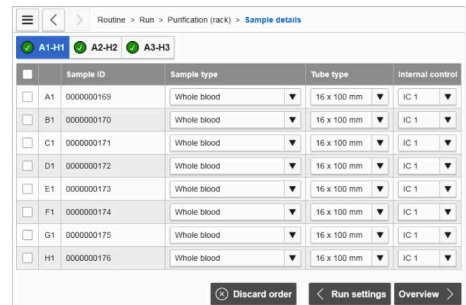 Routine > Run > Purification (rack) > Sample details
A1-H1 A2-H2 A3-H3
Sample ID Sample type Tube type Internal control
A1 0000000169 Whole blood 16 x 100 mm IC 1
B1 0000000170 Whole blood 16 x 100 mm IC 1
C1 0000000171 Whole blood 16 x 100 mm IC 1
D1 0000000172 Whole blood 16 x 100 mm IC 1
E1 0000000173 Whole blood 16 x 100 mm IC 1
F1 0000000174 Whole blood 16 x 100 mm IC 1
G1 0000000175 Whole blood 16 x 100 mm IC 1
H1 0000000176 Whole blood 16 x 100 mm IC 1
Discard order Run settings Overview